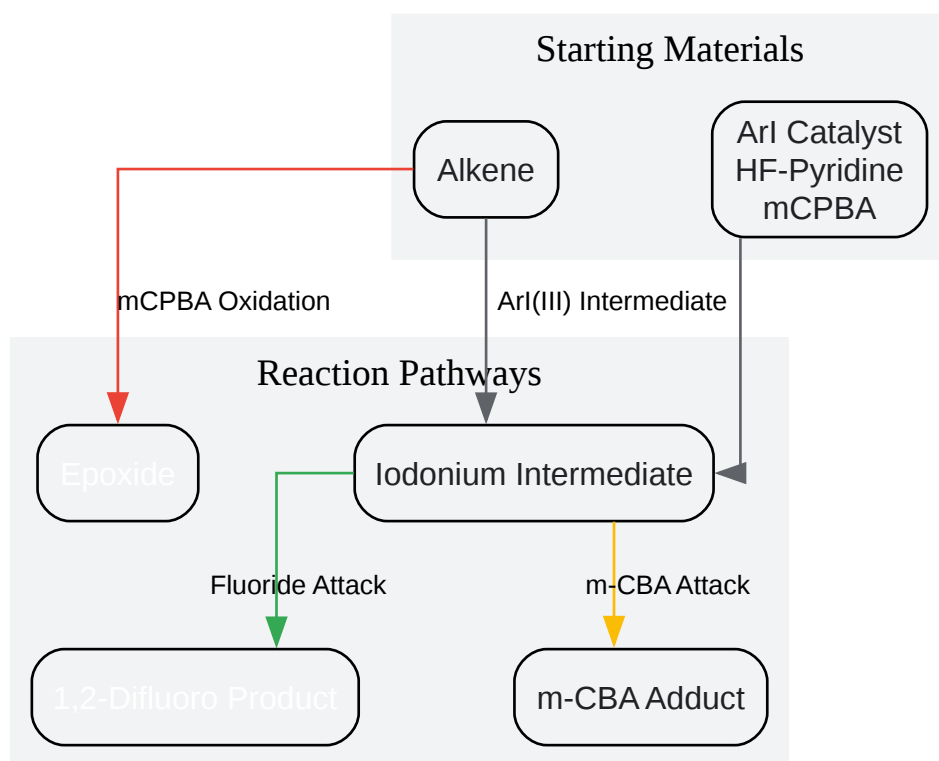 Starting Materials
Alkene
ArI Catalyst
HF-Pyridine
mCPBA
mCPBA Oxidation
ArI(III) Intermediate
Reaction Pathways
Epoxide
Iodonium Intermediate
Fluoride Attack
m-CBA Attack
1,2-Difluoro Product
m-CBA Adduct